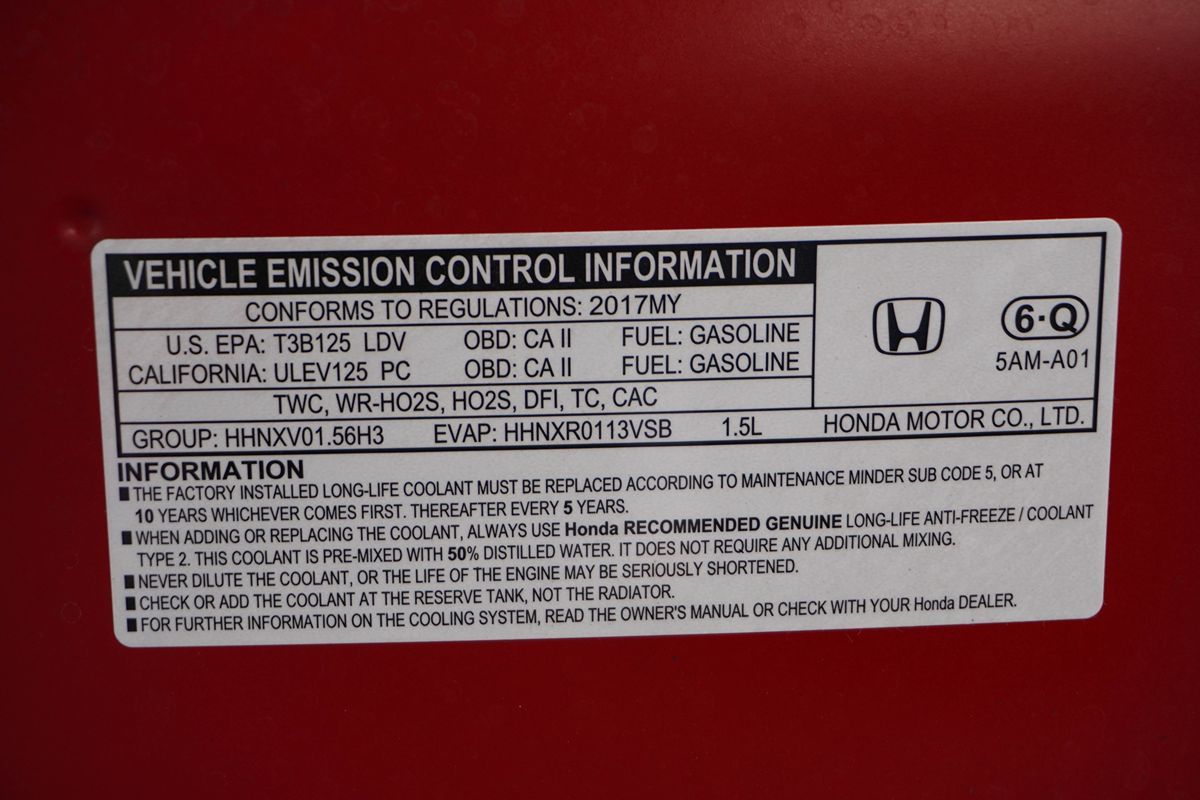 VEHICLE EMISSION CONTROL INFORMATION
CONFORMS TO REGULATIONS: 2017MY
U.S. EPA: T3B125 LDV OBD: CA II FUEL: GASOLINE
CALIFORNIA: ULEV125 PC OBD: CA II FUEL: GASOLINE
TWC, WR-HO2S, HO2S, DFI, TC, CAC
GROUP: HHNXV01.56H3 EVAP: HHNXR0113VSB 1.5L
6·Q
5AM-A01
HONDA MOTOR CO., LTD.
INFORMATION
■ THE FACTORY INSTALLED LONG-LIFE COOLANT MUST BE REPLACED ACCORDING TO MAINTENANCE MINDER SUB CODE 5, OR AT
10 YEARS WHICHEVER COMES FIRST. THEREAFTER EVERY 5 YEARS.
■ WHEN ADDING OR REPLACING THE COOLANT, ALWAYS USE Honda RECOMMENDED GENUINE LONG-LIFE ANTI-FREEZE / COOLANT
TYPE 2. THIS COOLANT IS PRE-MIXED WITH 50% DISTILLED WATER. IT DOES NOT REQUIRE ANY ADDITIONAL MIXING.
■ NEVER DILUTE THE COOLANT, OR THE LIFE OF THE ENGINE MAY BE SERIOUSLY SHORTENED.
■ CHECK OR ADD THE COOLANT AT THE RESERVE TANK, NOT THE RADIATOR.
■ FOR FURTHER INFORMATION ON THE COOLING SYSTEM, READ THE OWNER'S MANUAL OR CHECK WITH YOUR Honda DEALER.